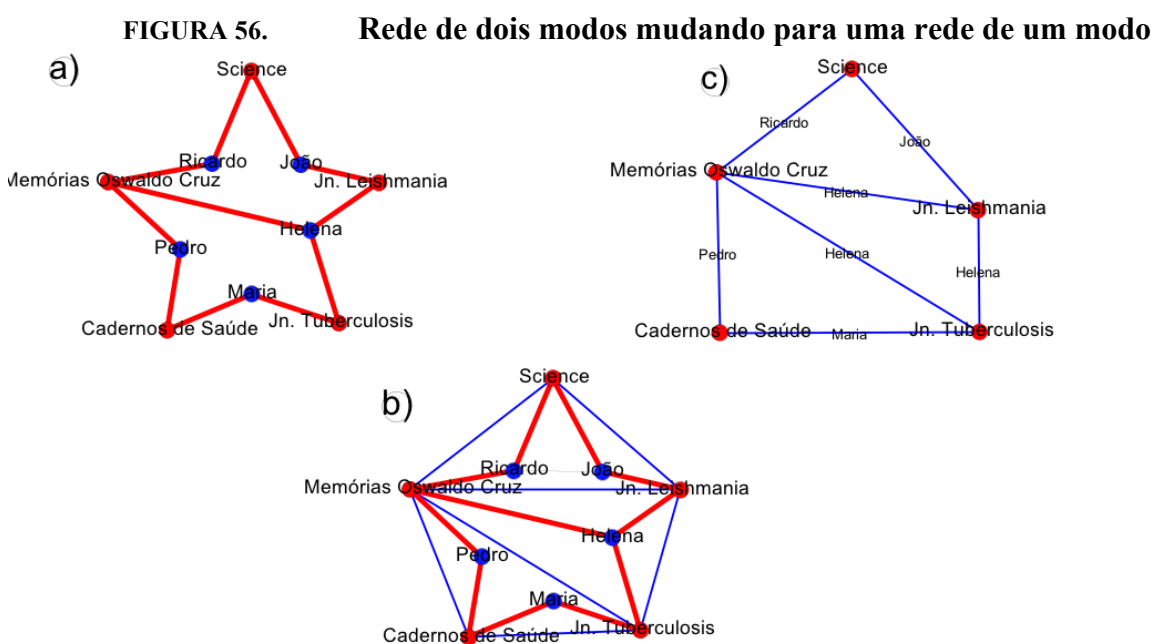 FIGURA 56. Rede de dois modos mudando para uma rede de um modo
a)
Science
Ricardo
João
Memórias Oswaldo Cruz
Jn. Leishmania
Helena
Pedro
Maria
Cadernos de Saúde
Jn. Tuberculosis
c)
Science
Ricardo
João
Memórias Oswaldo Cruz
Helena
Jn. Leishmania
Pedro
Helena
Helena
Cadernos de Saúde
Maria
Jn. Tuberculosis
b)
Science
Ricardo
João
Memórias Oswaldo Cruz
Jn. Leishmania
Helena
Pedro
Maria
Cadernos de Saúde
Jn. Tuberculosis